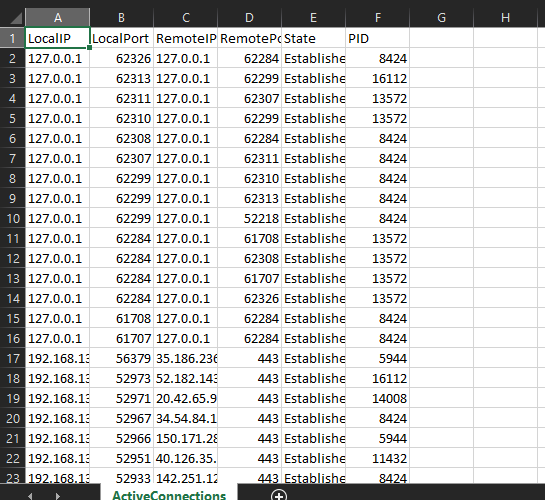 A B C D E F G H
1 LocalIP LocalPort RemoteIP RemotePo State PID
2 127.0.0.1 62326 127.0.0.1 62284 Establishe 8424
3 127.0.0.1 62313 127.0.0.1 62299 Establishe 16112
4 127.0.0.1 62311 127.0.0.1 62307 Establishe 13572
5 127.0.0.1 62310 127.0.0.1 62299 Establishe 13572
6 127.0.0.1 62308 127.0.0.1 62284 Establishe 8424
7 127.0.0.1 62307 127.0.0.1 62311 Establishe 8424
8 127.0.0.1 62299 127.0.0.1 62310 Establishe 8424
9 127.0.0.1 62299 127.0.0.1 62313 Establishe 8424
10 127.0.0.1 62299 127.0.0.1 52218 Establishe 8424
11 127.0.0.1 62284 127.0.0.1 61708 Establishe 13572
12 127.0.0.1 62284 127.0.0.1 62308 Establishe 13572
13 127.0.0.1 62284 127.0.0.1 61707 Establishe 13572
14 127.0.0.1 62284 127.0.0.1 62326 Establishe 13572
15 127.0.0.1 61708 127.0.0.1 62284 Establishe 8424
16 127.0.0.1 61707 127.0.0.1 62284 Establishe 8424
17 192.168.13 56379 35.186.236 443 Establishe 5944
18 192.168.13 52973 52.182.143 443 Establishe 16112
19 192.168.13 52971 20.42.65.9 443 Establishe 14008
20 192.168.13 52967 34.54.84.1 443 Establishe 8424
21 192.168.13 52966 150.171.28 443 Establishe 5944
22 192.168.13 52951 40.126.35. 443 Establishe 11432
23 192.168.13 52933 142.251.12 443 Establishe 8424
ActiveConnections